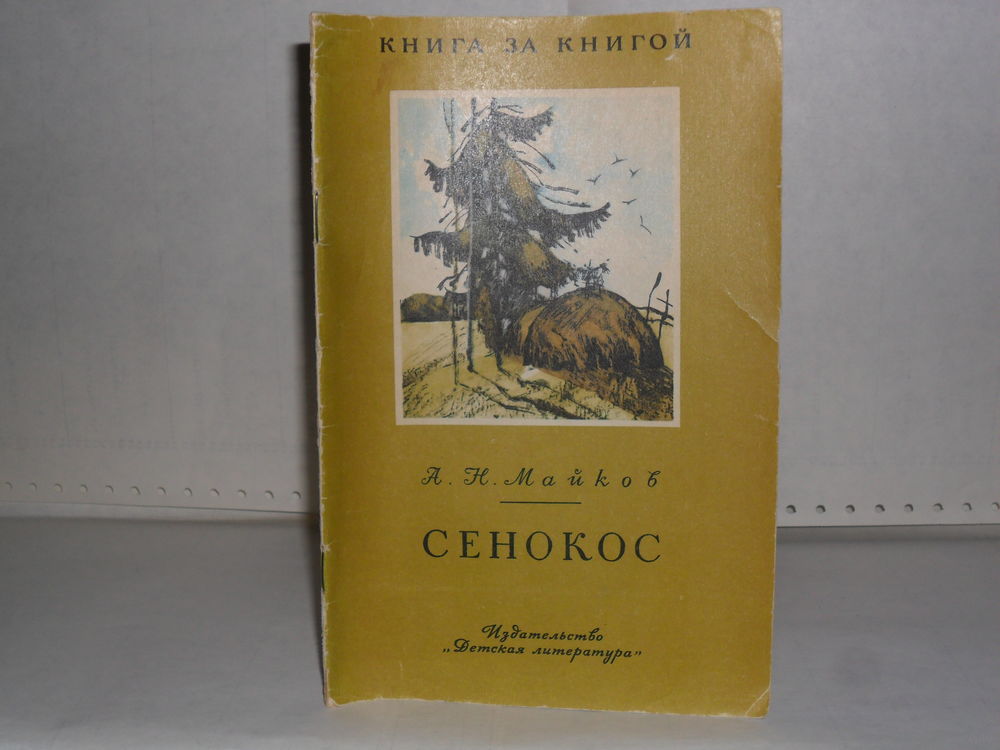 КНИГА ЗА КНИГОЙ
А. Н. Майков
СЕНОКОС
Издательство
„Детская литература"